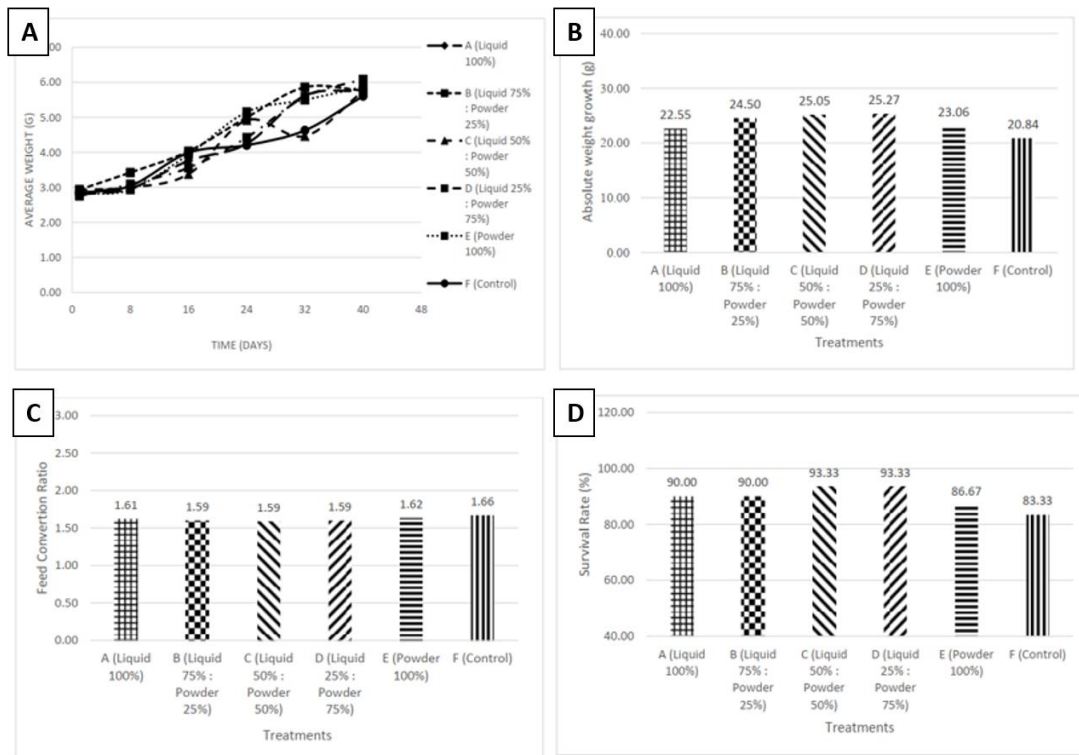 A
.00
6.00
5.00
4.00
3.00
2.00
1.00
0.00
AVERAGE WEIGHT (G)
0 8 16 24 32 40 48
TIME (DAYS)
A (Liquid
100%)
B (Liquid 75%
: Powder
25%)
C (Liquid 50%
: Powder
50%)
D (Liquid 25%
: Powder
75%)
E (Powder
100%)
F (Control)
B
40.00
30.00
20.00
10.00
0.00
Absolute weight growth (g)
22.55 24.50 25.05 25.27 23.06 20.84
A (Liquid B (Liquid C (Liquid D (Liquid E (Powder F (Control)
100%) 75% : 50% : 25% : 100%)
Powder Powder Powder
25%) 50%) 75%)
Treatments
C
3.00
2.50
2.00
1.50
1.00
0.50
0.00
Feed Convertion Ratio
1.61 1.59 1.59 1.59 1.62 1.66
A (Liquid B (Liquid C (Liquid D (Liquid E (Powder F (Control)
100%) 75% : 50% : 25% : 100%)
Powder Powder Powder
25%) 50%) 75%)
Treatments
D
120.00
100.00
80.00
60.00
40.00
Survival Rate (%)
90.00 90.00 93.33 93.33 86.67 83.33
A (Liquid B (Liquid C (Liquid D (Liquid E (Powder F (Control)
100%) 75% : 50% : 25% : 100%)
Powder Powder Powder
25%) 50%) 75%)
Treatments